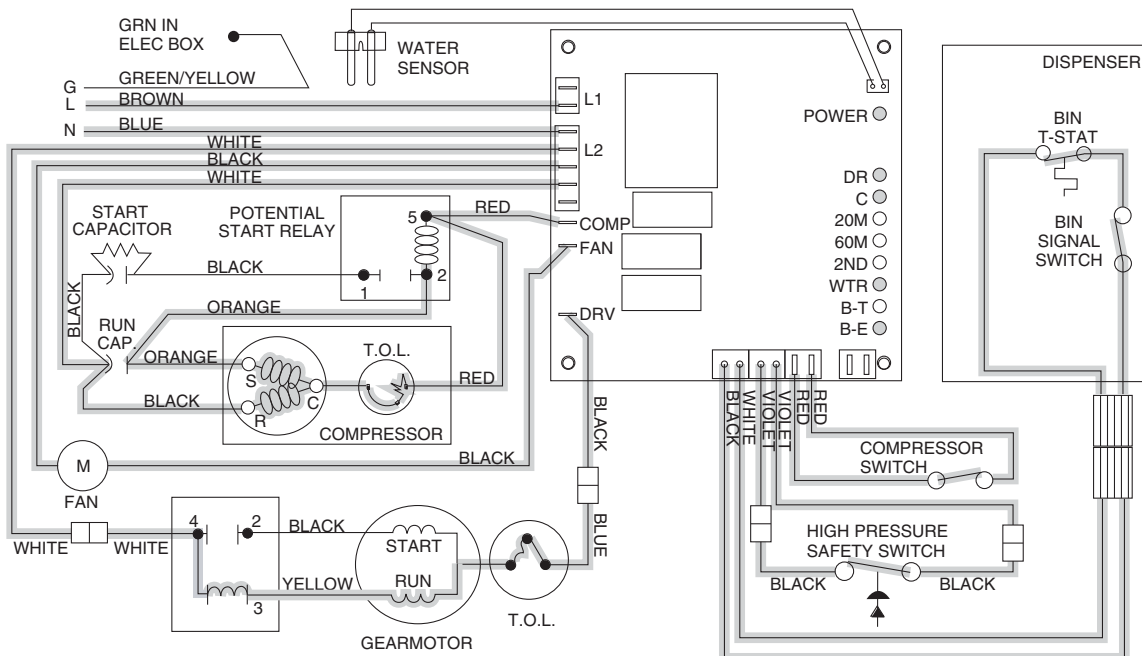 GRN IN
ELEC BOX
WATER
SENSOR
G
GREEN/YELLOW
L
BROWN
N
BLUE
WHITE
BLACK
WHITE
L1
L2
POWER
DISPENSER
BIN
T-STAT
BIN
SIGNAL
SWITCH
DR
C
20M
60M
2ND
WTR
B-T
B-E
START
CAPACITOR
POTENTIAL
START RELAY
5
RED
COMP
FAN
BLACK
1
2
ORANGE
BLACK
RUN
CAP.
ORANGE
S
BLACK
R
C
T.O.L.
RED
COMPRESSOR
DRV
BLACK
M
FAN
BLACK
BLACK
WHITE
VIOLET
VIOLET
RED
RED
COMPRESSOR
SWITCH
HIGH PRESSURE
SAFETY SWITCH
BLACK
BLACK
WHITE
WHITE
4
2
BLACK
START
BLUE
YELLOW
RUN
3
GEARMOTOR
T.O.L.